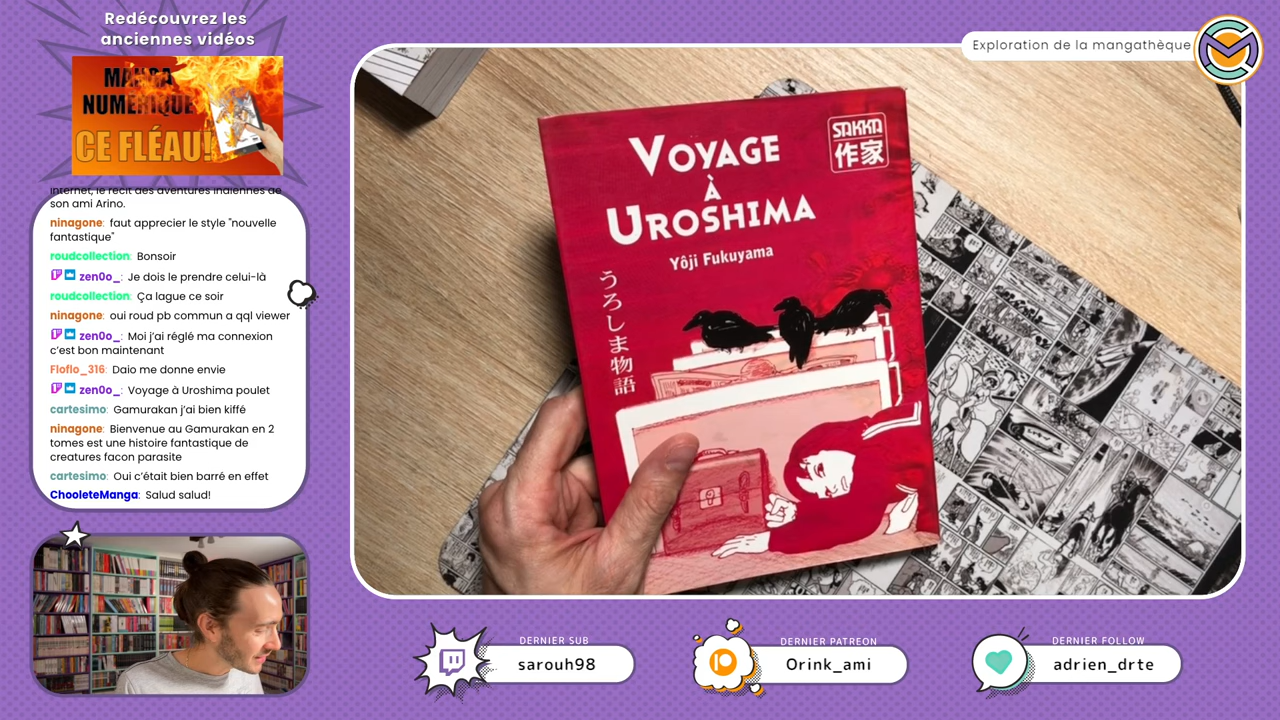 Redécouvrez les
anciennes vidéos
MANGA
NUMÉRIQUE
CE FLÉAU!
internet, le récit des aventures indiennes de
son ami Arino.
ninagone: faut apprecier le style "nouvelle
fantastique"
roudcollection: Bonsoir
zen0o_: Je dois le prendre celui-là
roudcollection: Ça lague ce soir
ninagone: oui roud pb commun a qql viewer
zen0o_: Moi j'ai réglé ma connexion
c'est bon maintenant
Floflo_316: Daio me donne envie
zen0o_: Voyage à Uroshima poulet
cartesimo: Gamurakan j'ai bien kiffé
ninagone: Bienvenue au Gamurakan en 2
tomes est une histoire fantastique de
creatures facon parasite
cartesimo: Oui c'était bien barré en effet
ChooleteManga: Salud salud!
Exploration de la mangathèque
VOYAGE
À
UROSHIMA
Yôji Fukuyama
SAKKA
作家
うろしま物語
DERNIER SUB
sarouh98
DERNIER PATREON
Orink_ami
DERNIER FOLLOW
adrien_drte